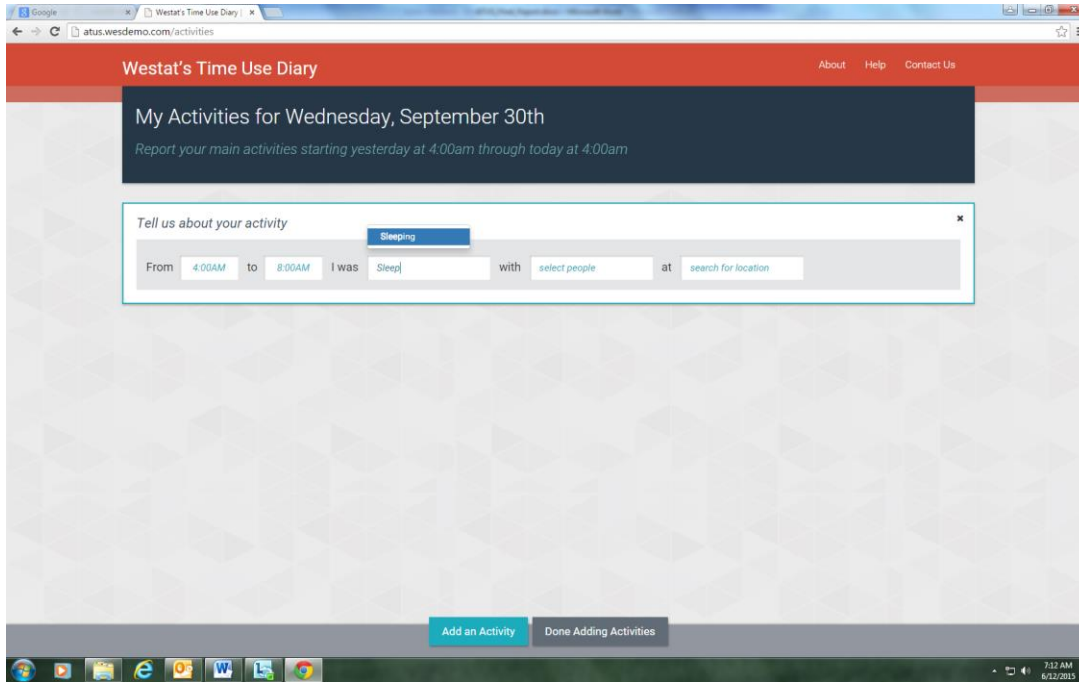 Google
Westat's Time Use Diary |
atus.wesdemo.com/activities
Westat's Time Use Diary
About Help Contact Us
My Activities for Wednesday, September 30th
Report your main activities starting yesterday at 4:00am through today at 4:00am
Tell us about your activity
Sleeping
From 4:00AM to 8:00AM I was Sleep with select people at search for location
Add an Activity Done Adding Activities
7:12 AM
6/12/2015